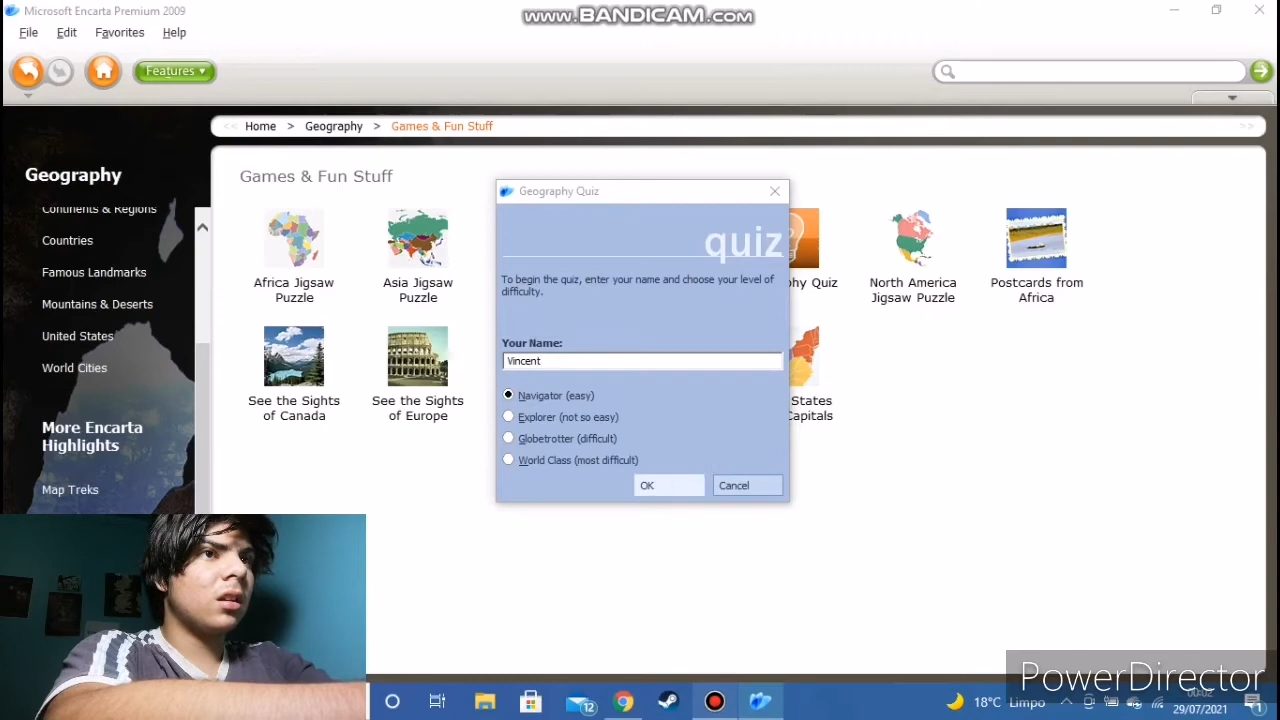 Microsoft Encarta Premium 2009
WWW.BANDICAM.COM
File Edit Favorites Help
Features
<< Home > Geography > Games & Fun Stuff >>
Geography
Continents & Regions
Countries
Famous Landmarks
Mountains & Deserts
United States
World Cities
More Encarta
Highlights
Map Treks
Games & Fun Stuff
Africa Jigsaw
Puzzle
Asia Jigsaw
Puzzle
hy Quiz
North America
Jigsaw Puzzle
Postcards from
Africa
See the Sights
of Canada
See the Sights
of Europe
States
Capitals
Geography Quiz
quiz
To begin the quiz, enter your name and choose your level of
difficulty.
Your Name:
Vincent
Navigator (easy)
Explorer (not so easy)
Globetrotter (difficult)
World Class (most difficult)
OK Cancel
PowerDirector
12
18°C Limpo
00:02
29/07/2021
1